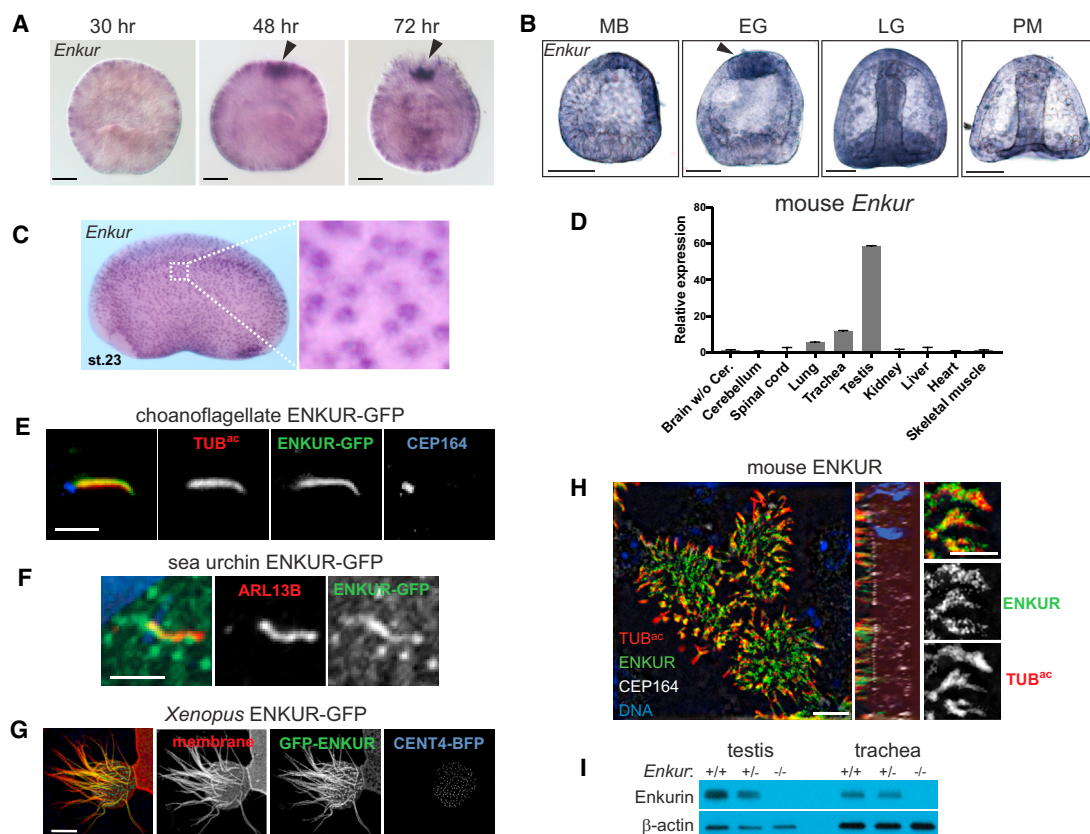 A
30 hr
48 hr
72 hr
Enkur
B
MB
EG
LG
PM
Enkur
C
Enkur
st.23
D
mouse Enkur
Relative expression
80
60
40
20
0
Brain w/o Cer.
Cerebellum
Spinal cord
Lung
Trachea
Testis
Kidney
Liver
Heart
Skeletal muscle
E
choanoflagellate ENKUR-GFP
TUBac
ENKUR-GFP
CEP164
F
sea urchin ENKUR-GFP
ARL13B
ENKUR-GFP
G
Xenopus ENKUR-GFP
membrane
GFP-ENKUR
CENT4-BFP
H
mouse ENKUR
TUBac
ENKUR
CEP164
DNA
ENKUR
TUBac
I
testis
trachea
Enkur: +/+ +/- -/- +/+ +/- -/-
Enkurin
β-actin